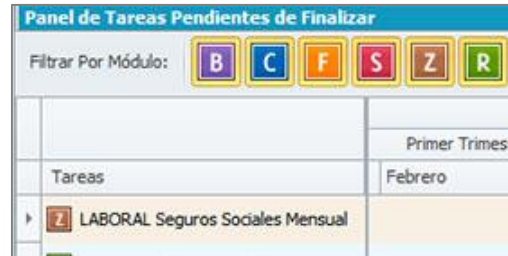 Panel de Tareas Pendientes de Finalizar
Filtrar Por Módulo: B C F S Z R
Primer Trimes
Tareas Febrero
Z LABORAL Seguros Sociales Mensual